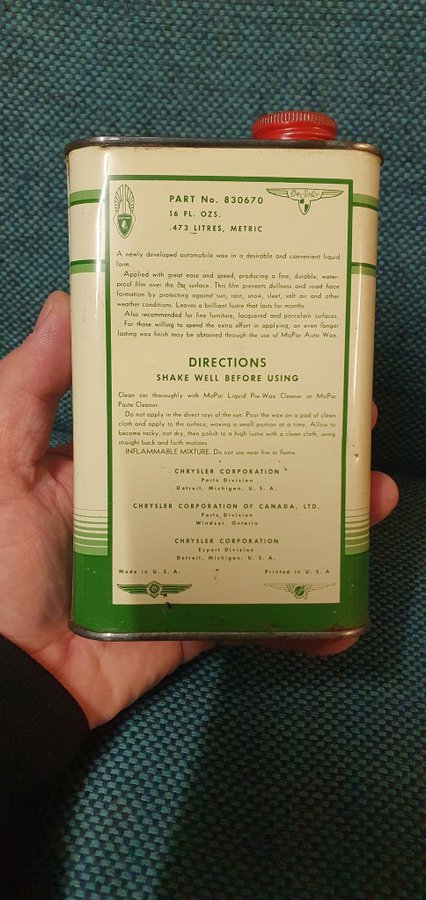 PART No. 830670
16 FL. OZS.
.473 LITRES, METRIC
A newly developed automobile wax in a desirable and convenient liquid
form.
Applied with great ease and speed, producing a fine, durable, water-
proof film over the dry surface. This film prevents dullness and road haze
formation by protecting against sun, rain, snow, sleet, salt air and other
weather conditions. Leaves a brilliant lustre that lasts for months.
Also recommended for fine furniture, lacquered and porcelain surfaces.
For those willing to spend the extra effort in applying, an even longer
lasting wax finish may be obtained through the use of MoPar Auto Wax.
DIRECTIONS
SHAKE WELL BEFORE USING
Clean car thoroughly with MoPar Liquid Pre-Wax Cleaner or MoPar
Paste Cleaner.
Do not apply in the direct rays of the sun. Pour the wax on a pad of clean
cloth and apply to the surface, waxing a small portion at a time. Allow to
become tacky, not dry, then polish to a high lustre with a clean cloth, using
straight back and forth motions.
INFLAMMABLE MIXTURE. Do not use near fire or flame.
CHRYSLER CORPORATION
Parts Division
Detroit, Michigan, U. S. A.
CHRYSLER CORPORATION OF CANADA, LTD.
Parts Division
Windsor, Ontario
CHRYSLER CORPORATION
Export Division
Detroit, Michigan, U. S. A.
Made in U. S. A.
Printed in U. S. A